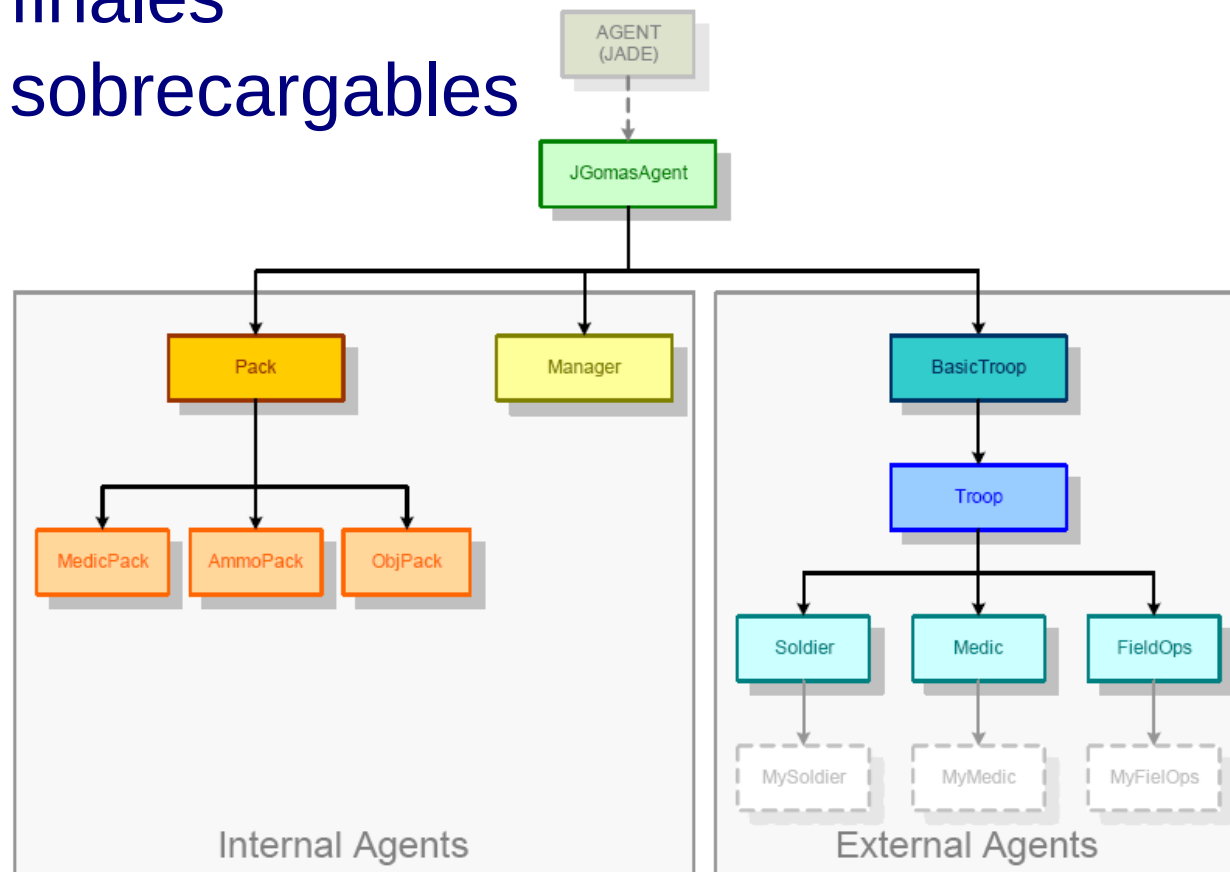 finales
sobrecargables
AGENT
(JADE)
JGomasAgent
Pack
Manager
BasicTroop
Troop
MedicPack
AmmoPack
ObjPack
Soldier
Medic
FieldOps
MySoldier
MyMedic
MyFielOps
Internal Agents
External Agents